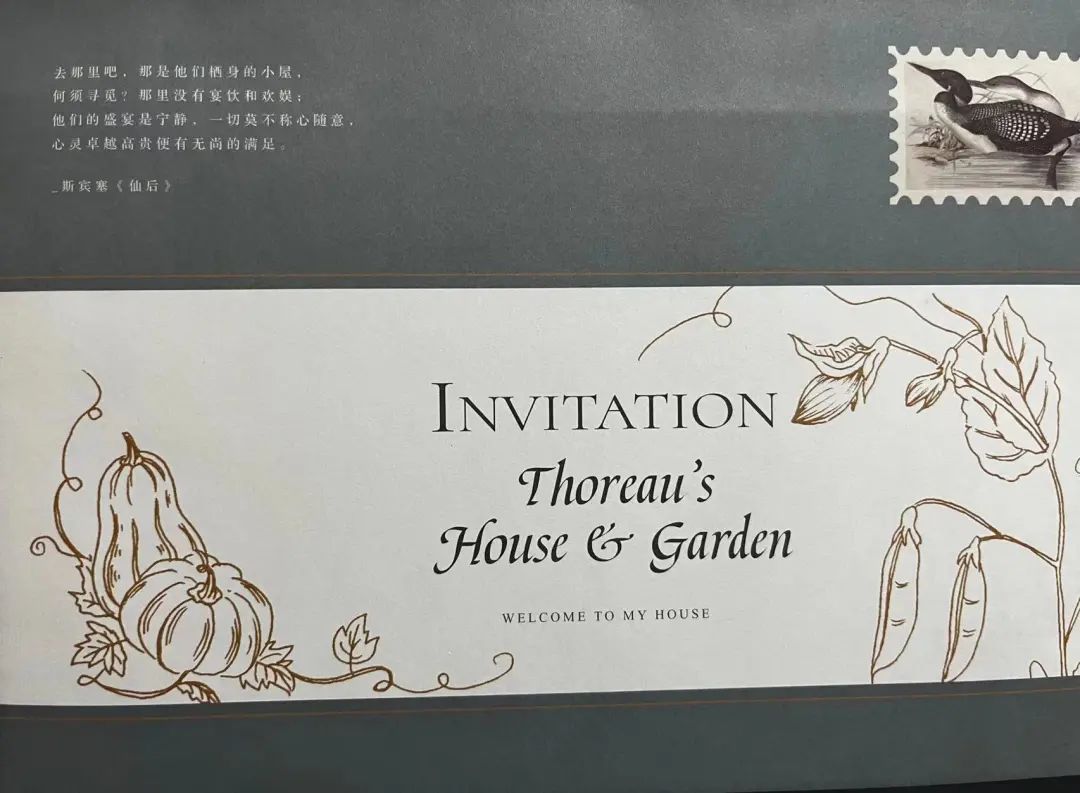 去那里吧，那是他们栖身的小屋，
何须寻觅？那里没有宴饮和欢娱；
他们的盛宴是宁静，一切莫不称心随意，
心灵卓越高贵便有无尚的满足。
_斯宾塞《仙后》
INVITATION
Thoreau's
House & Garden
WELCOME TO MY HOUSE